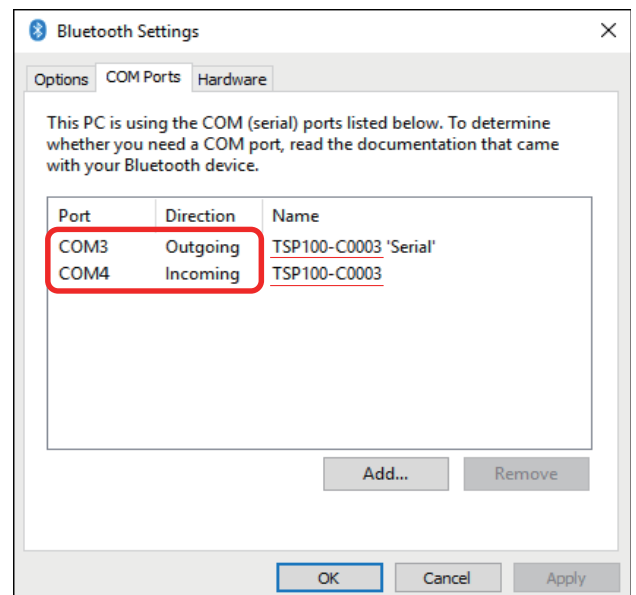 Bluetooth Settings
Options COM Ports Hardware
This PC is using the COM (serial) ports listed below. To determine
whether you need a COM port, read the documentation that came
with your Bluetooth device.
Port Direction Name
COM3 Outgoing TSP100-C0003 'Serial'
COM4 Incoming TSP100-C0003
Add... Remove
OK Cancel Apply